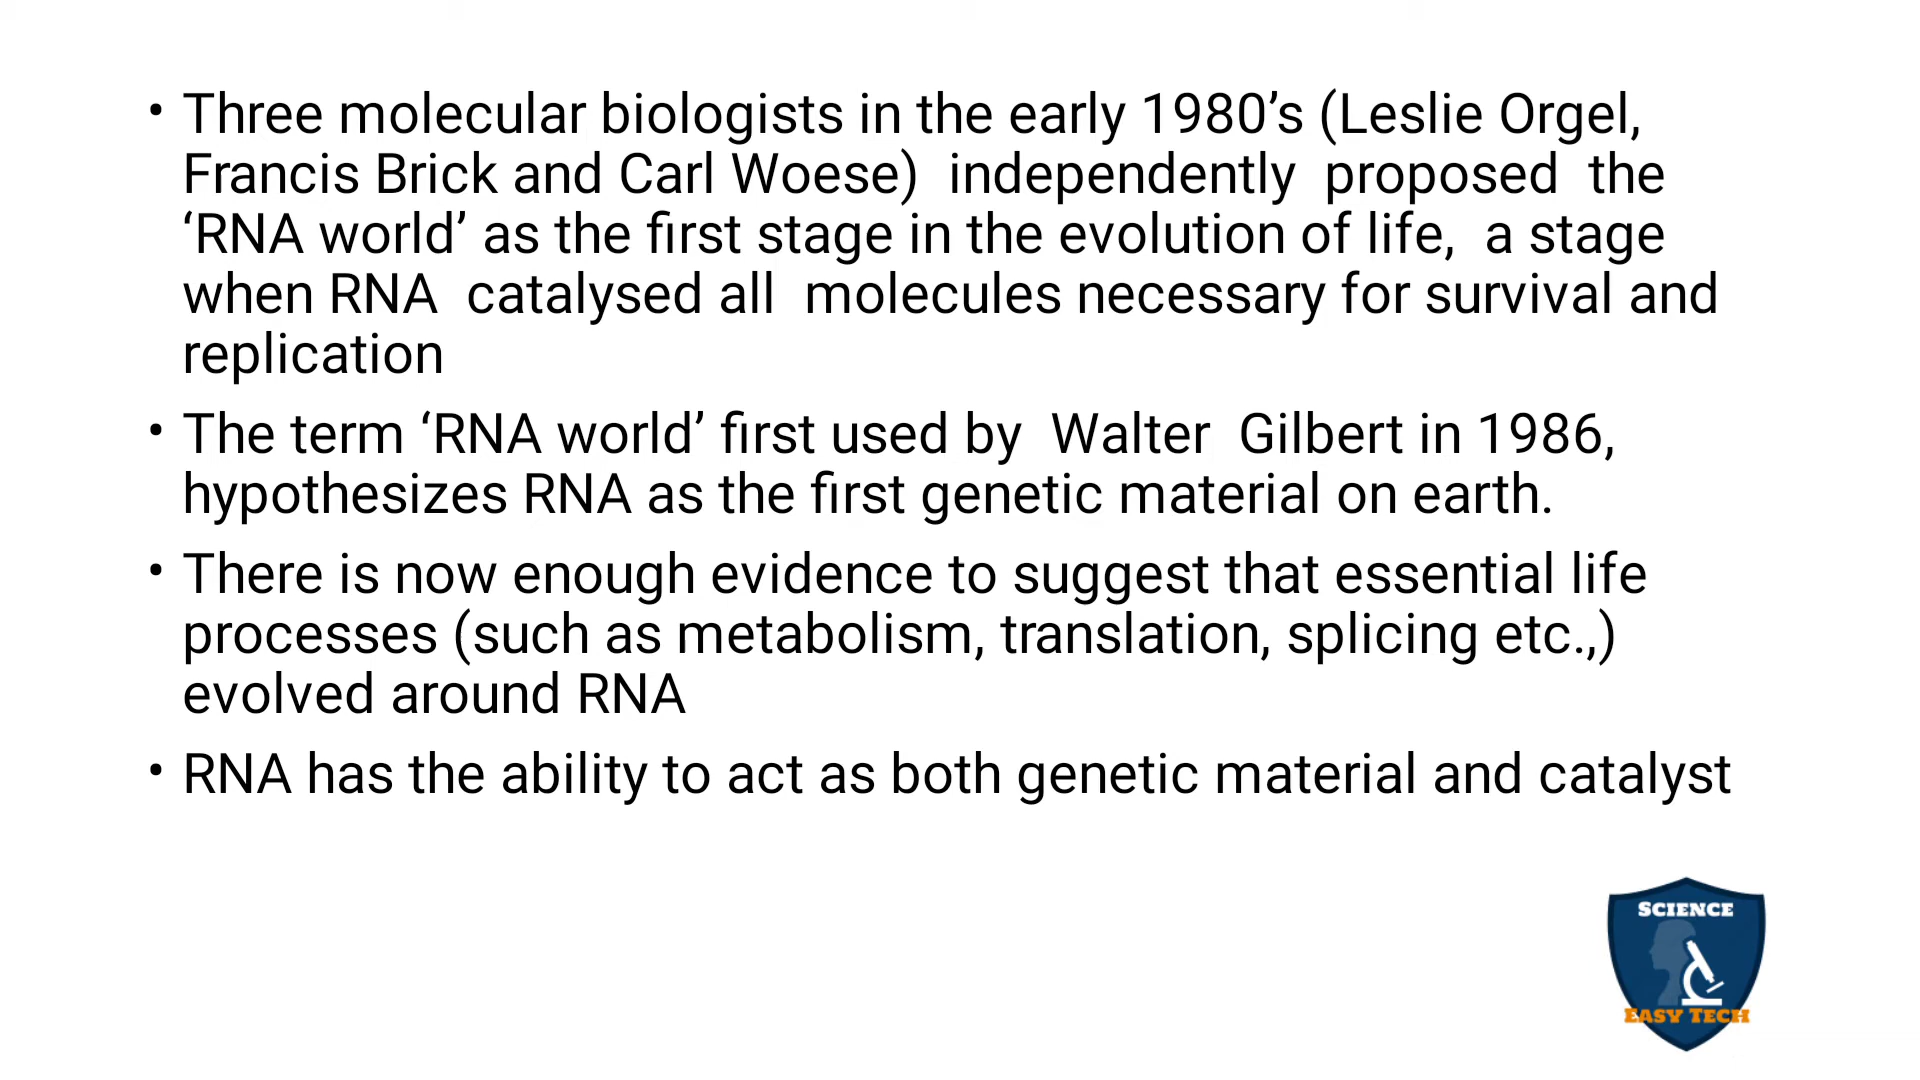 • Three molecular biologists in the early 1980’s (Leslie Orgel,
Francis Brick and Carl Woese)  independently  proposed  the
‘RNA world’ as the first stage in the evolution of life,  a stage
when RNA  catalysed all  molecules necessary for survival and
replication
• The term ‘RNA world’ first used by  Walter  Gilbert in 1986,
hypothesizes RNA as the first genetic material on earth.
• There is now enough evidence to suggest that essential life
processes (such as metabolism, translation, splicing etc.,)
evolved around RNA
• RNA has the ability to act as both genetic material and catalyst
SCIENCE
EASY TECH